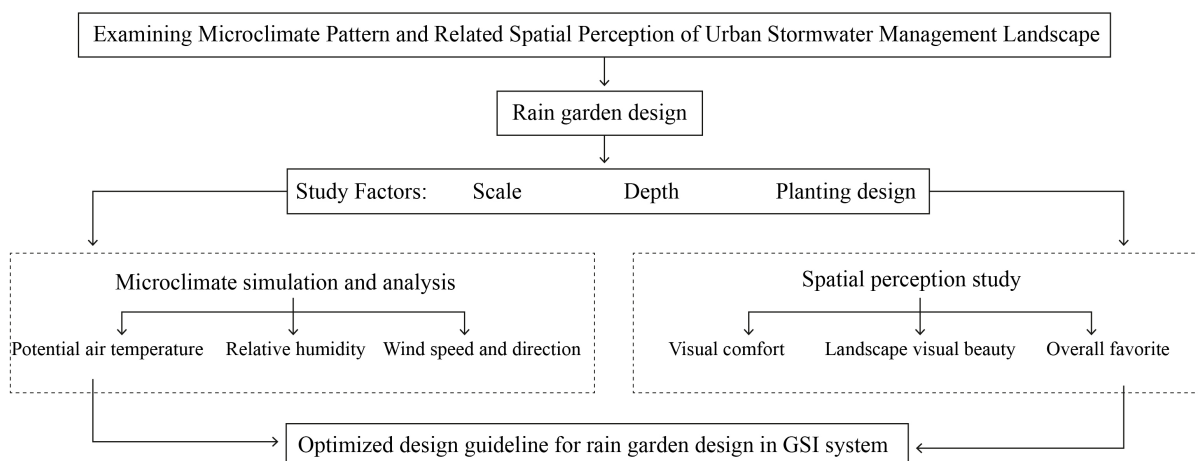 Examining Microclimate Pattern and Related Spatial Perception of Urban Stormwater Management Landscape
Rain garden design
Study Factors: Scale Depth Planting design
Microclimate simulation and analysis
Potential air temperature Relative humidity Wind speed and direction
Spatial perception study
Visual comfort Landscape visual beauty Overall favorite
Optimized design guideline for rain garden design in GSI system